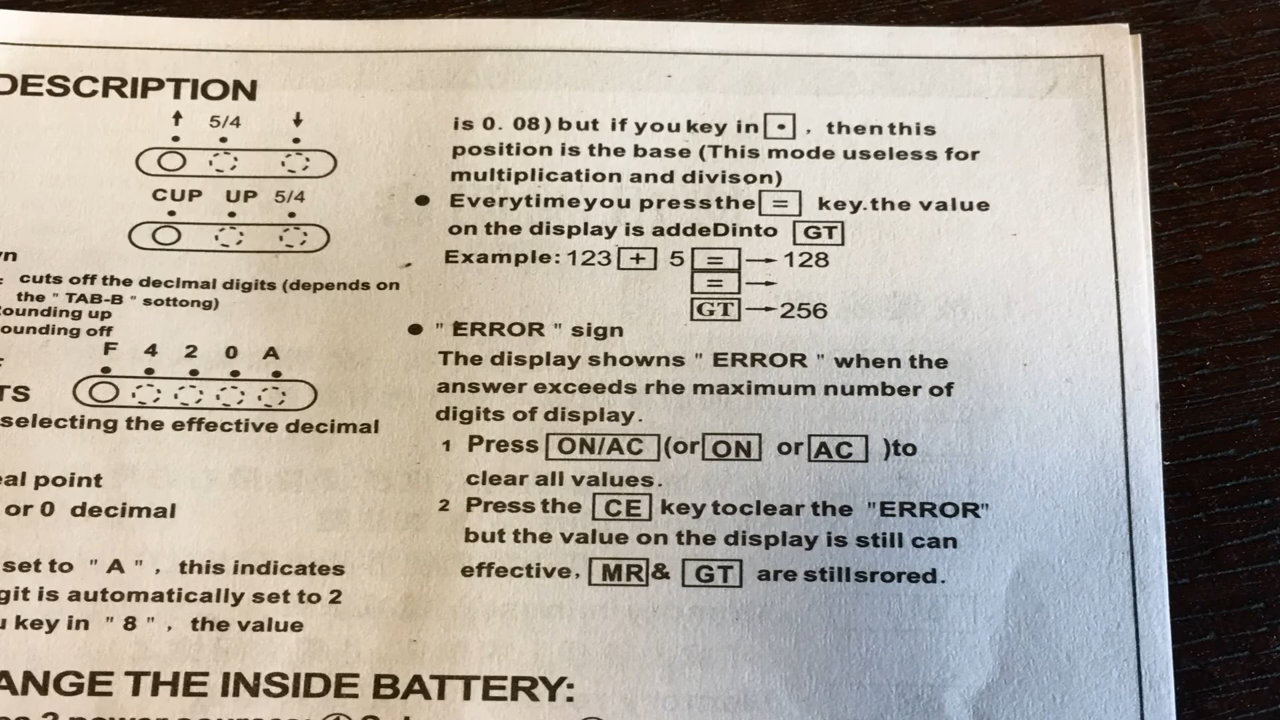 DESCRIPTION
↑ 5/4 ↓
CUP UP 5/4
cuts off the decimal digits (depends on
the " TAB-B " sottong)
ounding up
ounding off
F 4 2 0 A
TS
selecting the effective decimal
al point
or 0 decimal
set to " A " , this indicates
git is automatically set to 2
key in " 8 " , the value
is 0. 08) but if you key in • , then this
position is the base (This mode useless for
multiplication and divison)
● Everytime you press the = key.the value
on the display is addeDinto GT
Example: 123 + 5 = → 128
= →
GT → 256
● " ERROR " sign
The display showns " ERROR " when the
answer exceeds rhe maximum number of
digits of display.
1 Press ON/AC (or ON or AC )to
clear all values.
2 Press the CE key toclear the "ERROR"
but the value on the display is still can
effective, MR & GT are stillsrored.
ANGE THE INSIDE BATTERY: